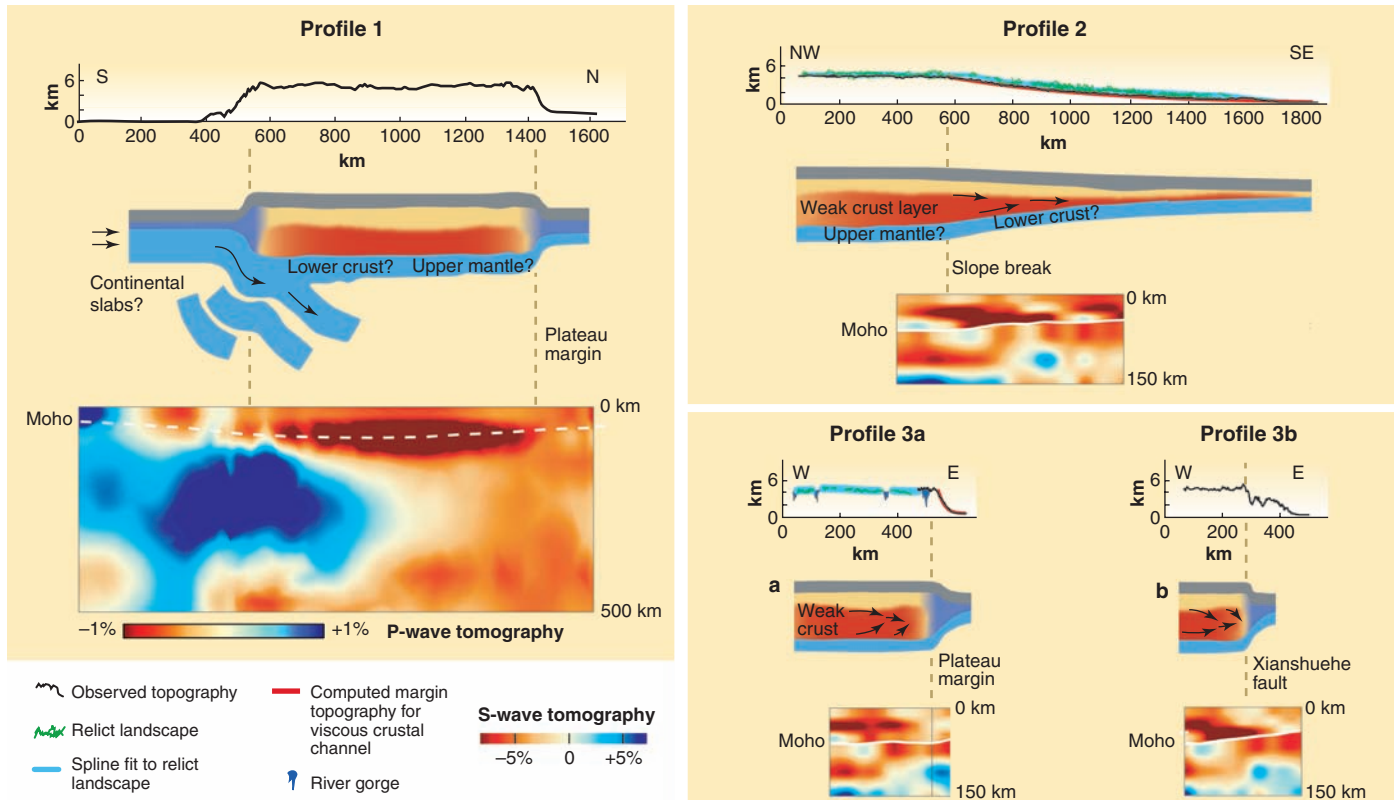 Profile 1
S
N
6
km
0
0 200 400 600 800 1000 1200 1400 1600
km
Continental
slabs?
Lower crust?
Upper mantle?
Plateau
margin
Moho
0 km
500 km
–1%
+1%
P-wave tomography
Observed topography
Relict landscape
Spline fit to relict
landscape
Computed margin
topography for
viscous crustal
channel
River gorge
S-wave tomography
–5% 0 +5%
Profile 2
NW
SE
6
km
0
0 200 400 600 800 1000 1200 1400 1600 1800
km
Weak crust layer
Lower crust?
Upper mantle?
Slope break
0 km
Moho
150 km
Profile 3a
W
E
6
km
0
0 200 400
km
a
Weak
crust
Plateau
margin
0 km
Moho
150 km
Profile 3b
W
E
6
km
0
0 200 400
km
b
Xianshuehe
fault
0 km
Moho
150 km